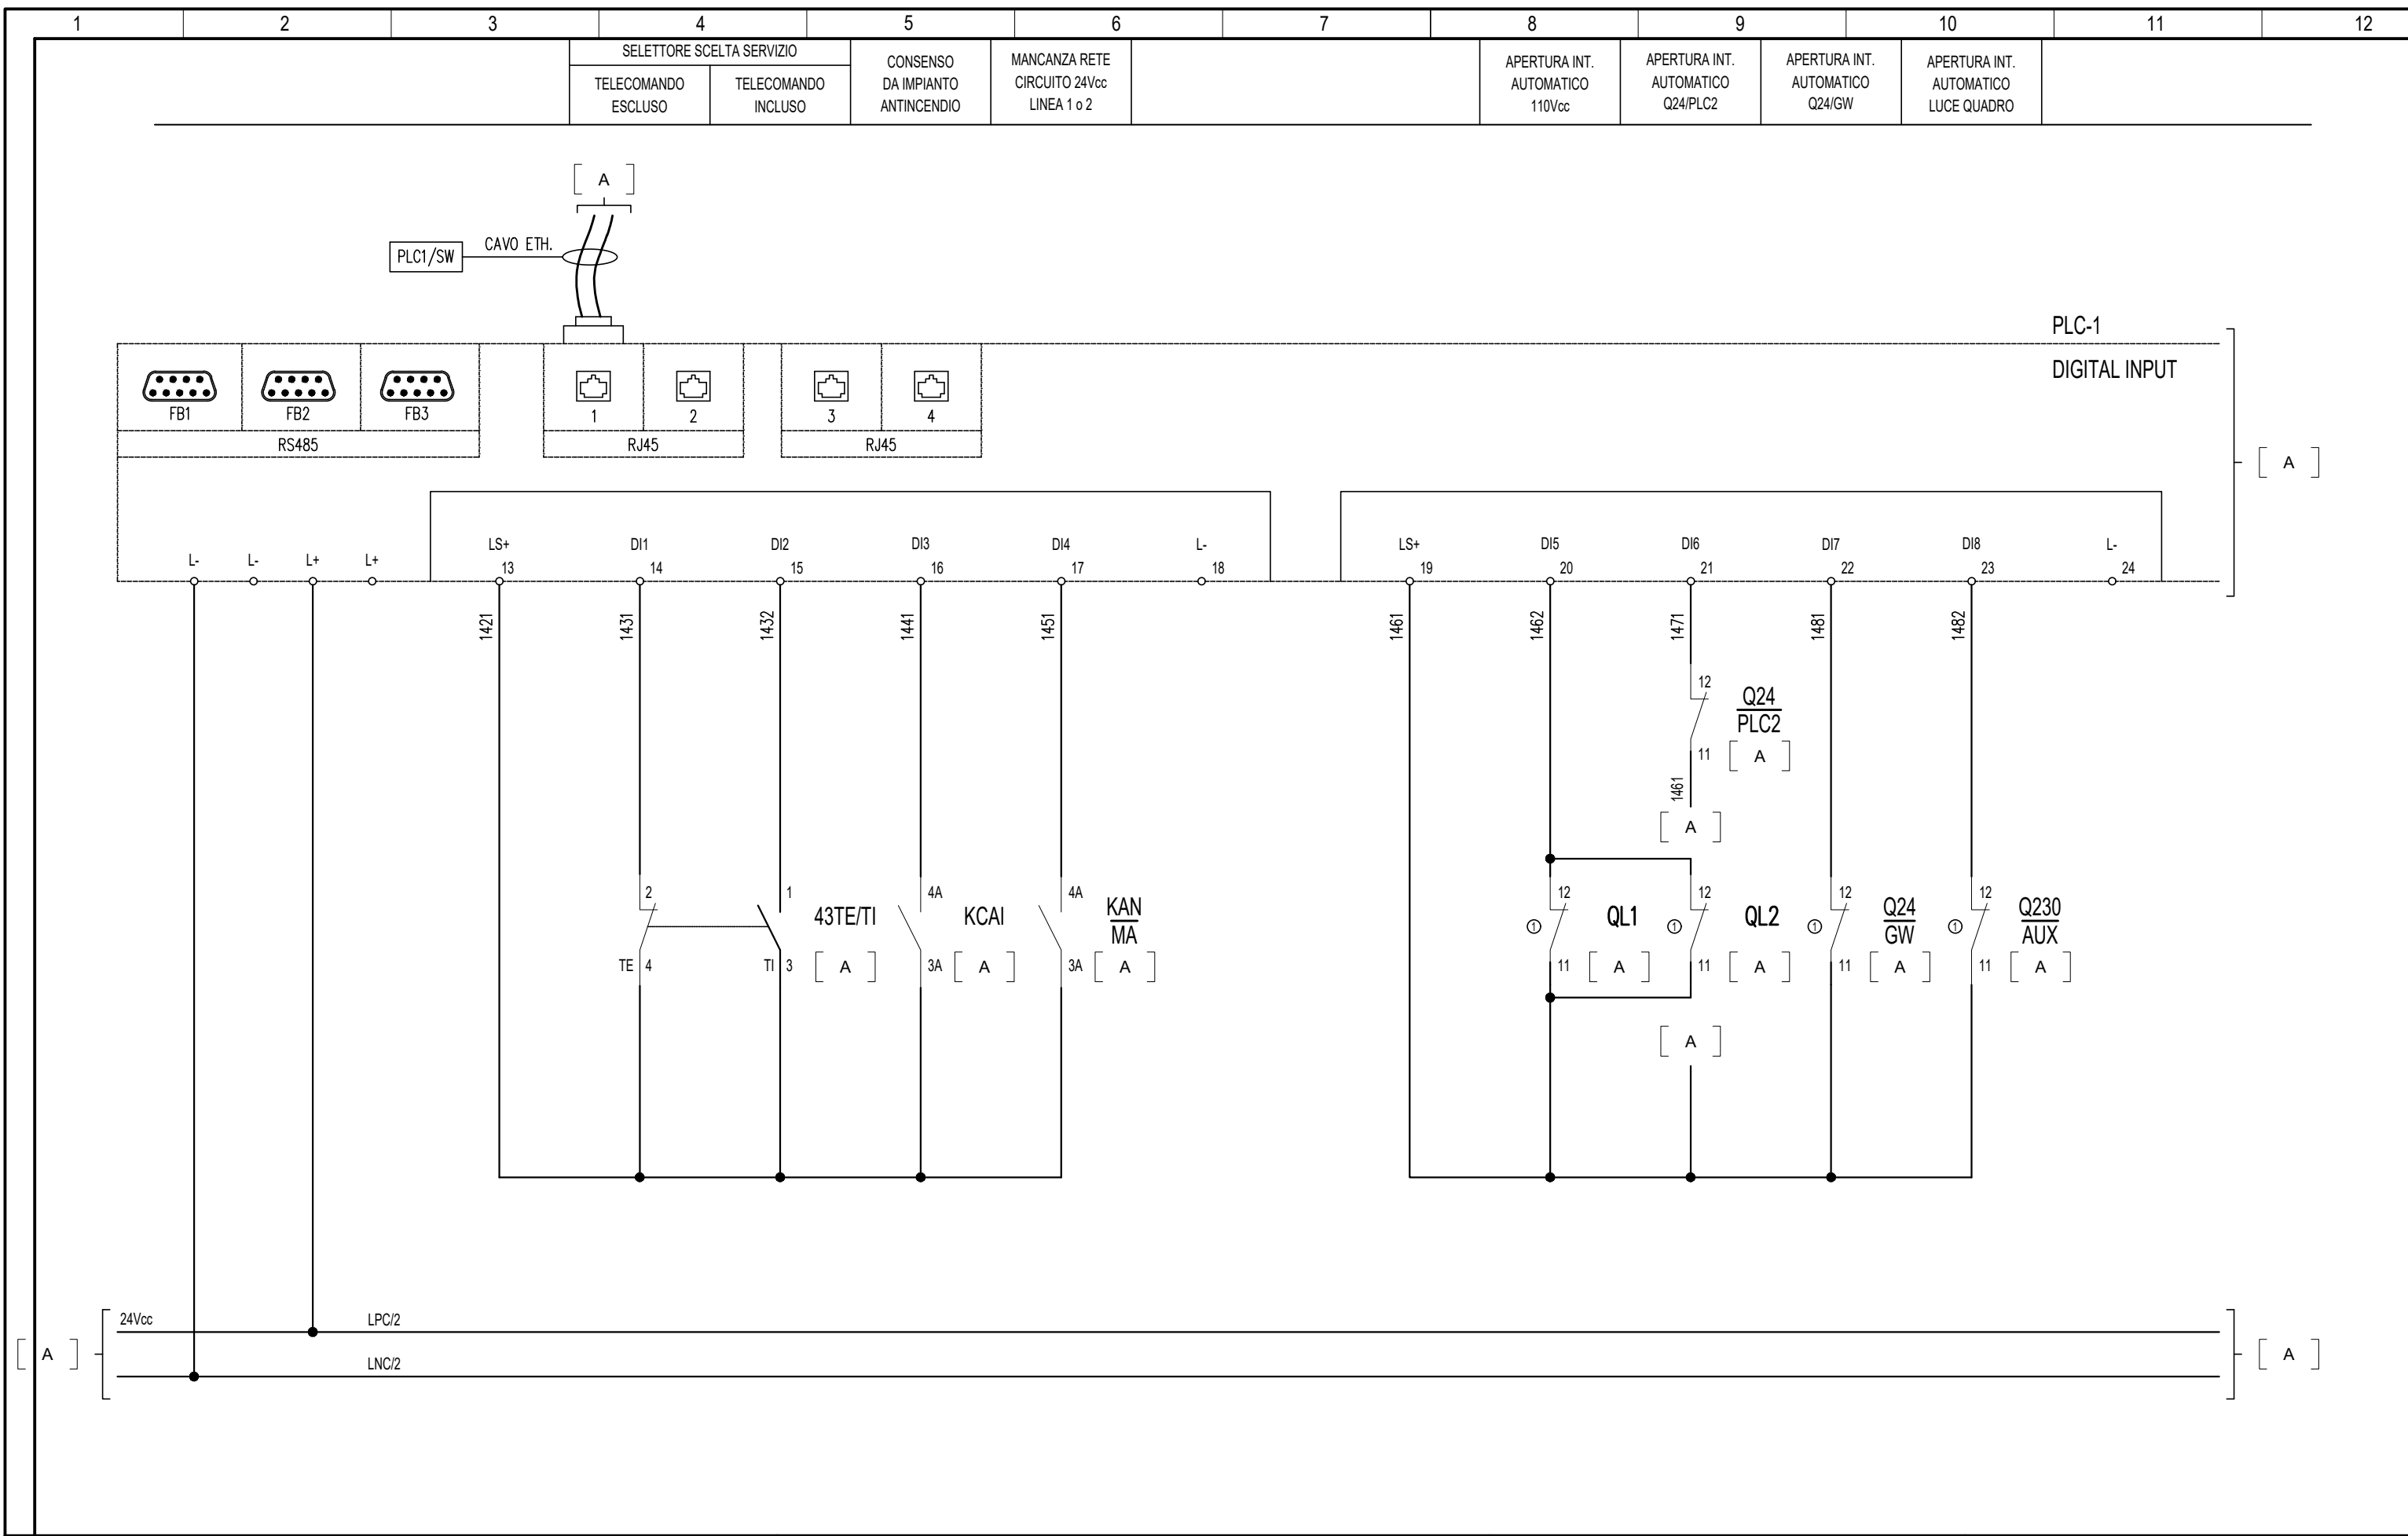 1 2 3 4 5 6 7 8 9 10 11 12
SELETTORE SCELTA SERVIZIO
TELECOMANDO
ESCLUSO
TELECOMANDO
INCLUSO
CONSENSO
DA IMPIANTO
ANTINCENDIO
MANCANZA RETE
CIRCUITO 24Vcc
LINEA 1 o 2
APERTURA INT.
AUTOMATICO
110Vcc
APERTURA INT.
AUTOMATICO
Q24/PLC2
APERTURA INT.
AUTOMATICO
Q24/GW
APERTURA INT.
AUTOMATICO
LUCE QUADRO
A
PLC1/SW
CAVO ETH.
PLC-1
DIGITAL INPUT
FB1 FB2 FB3
RS485
1 2
RJ45
3 4
RJ45
A
L- L- L+ L+
LS+ DI1 DI2 DI3 DI4 L-
13 14 15 16 17 18
LS+ DI5 DI6 DI7 DI8 L-
19 20 21 22 23 24
1421 1431 1432 1441 1451
1461 1462 1471 1481 1482
12
Q24
PLC2
11
A
1461
A
2
TE 4
1
TI 3
43TE/TI
A
4A
3A
KCAI
A
4A
3A
KAN
MA
A
12
1
11
QL1
A
12
1
11
QL2
A
12
1
11
Q24
GW
A
12
1
11
Q230
AUX
A
A
24Vcc
LPC/2
A
LNC/2
A